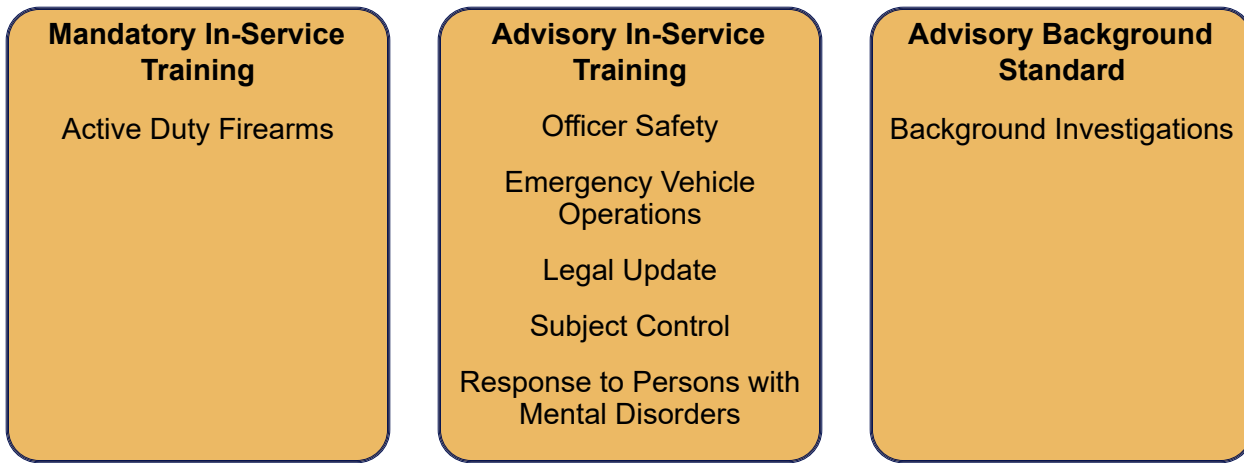 Mandatory In-Service
Training
Active Duty Firearms
Advisory In-Service
Training
Officer Safety
Emergency Vehicle
Operations
Legal Update
Subject Control
Response to Persons with
Mental Disorders
Advisory Background
Standard
Background Investigations